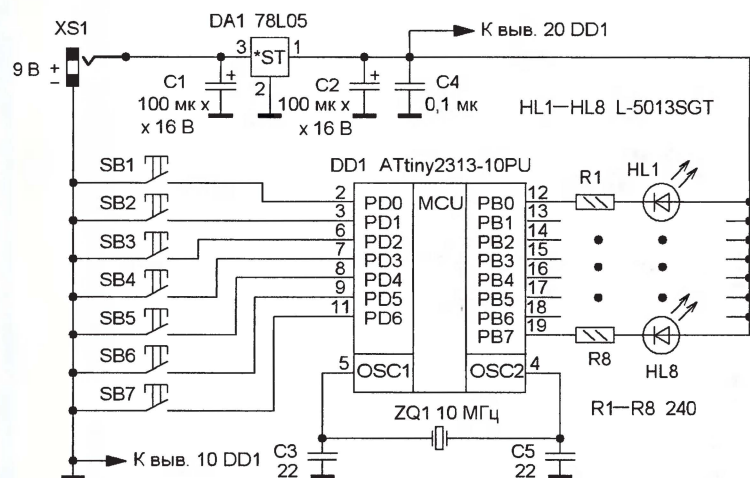 DA1 78L05
XS1
К выв. 20 DD1
3 *ST 1
2
9 В + −
C1 + 100 мк х х 16 В
C2 + 100 мк х х 16 В
C4 0,1 мк
HL1—HL8 L-5013SGT
DD1 ATtiny2313-10PU
SB1
SB2
SB3
SB4
SB5
SB6
SB7
2 PD0
3 PD1
6 PD2
7 PD3
8 PD4
9 PD5
11 PD6
5 OSC1
MCU
PB0 12
PB1 13
PB2 14
PB3 15
PB4 16
PB5 17
PB6 18
PB7 19
OSC2 4
R1
HL1
R8
HL8
R1—R8 240
ZQ1 10 МГц
C3 22
C5 22
К выв. 10 DD1